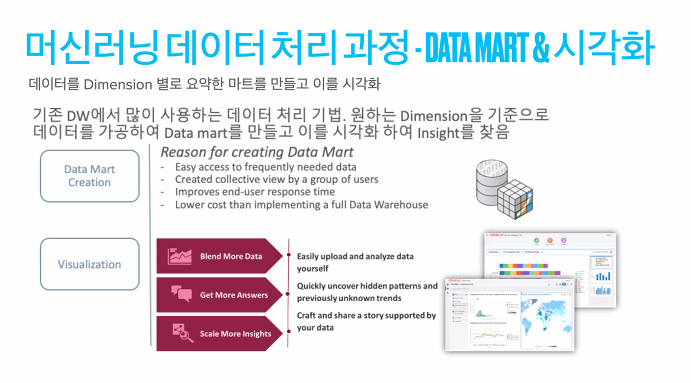 머신러닝 데이터 처리 과정 - DATA MART & 시각화
데이터를 Dimension 별로 요약한 마트를 만들고 이를 시각화
기존 DW에서 많이 사용하는 데이터 처리 기법. 원하는 Dimension을 기준으로
데이터를 가공하여 Data mart를 만들고 이를 시각화 하여 Insight를 찾음
Data Mart
Creation
Reason for creating Data Mart
- Easy access to frequently needed data
- Created collective view by a group of users
- Improves end-user response time
- Lower cost than implementing a full Data Warehouse
Visualization
Blend More Data
Easily upload and analyze data
yourself
Get More Answers
Quickly uncover hidden patterns and
previously unknown trends
Scale More Insights
Craft and share a story supported by
your data